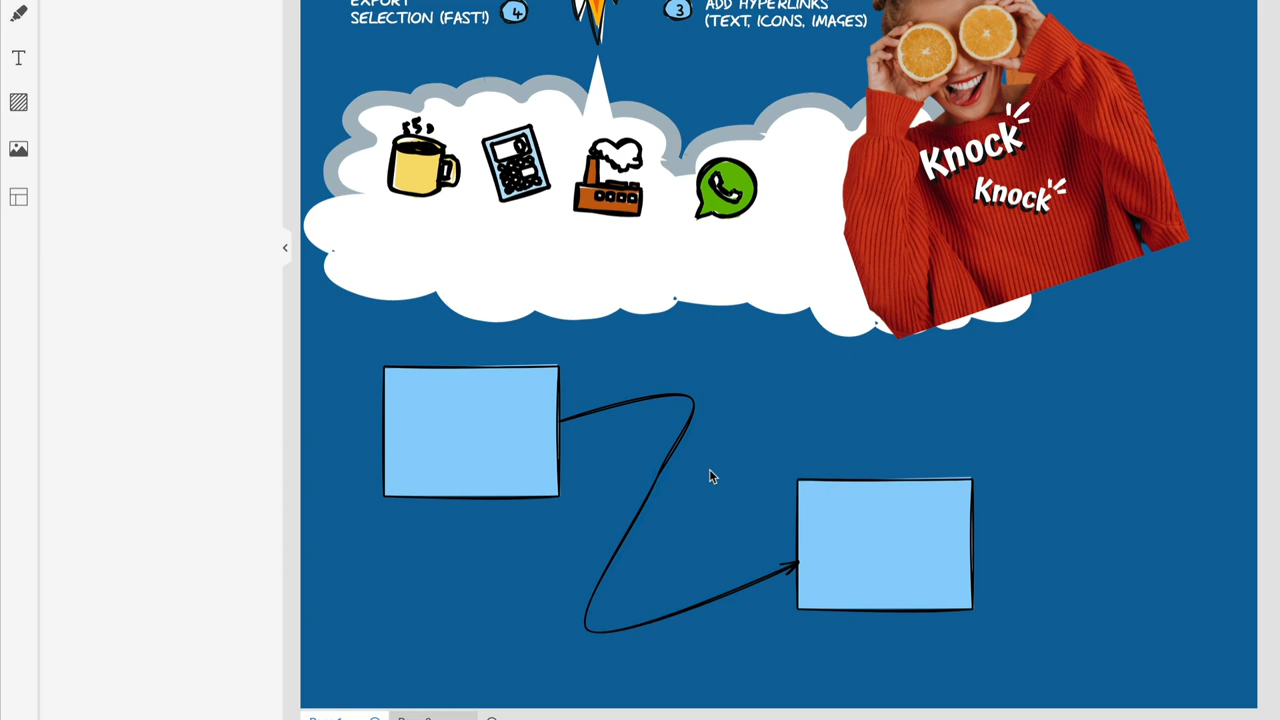 EXPORT
SELECTION (FAST!)
4
3
ADD HYPERLINKS
(TEXT, ICONS, IMAGES)
Knock
Knock
T